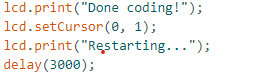 lcd.print("Done coding!");
lcd.setCursor(0, 1);
lcd.print("Restarting...");
delay(3000);